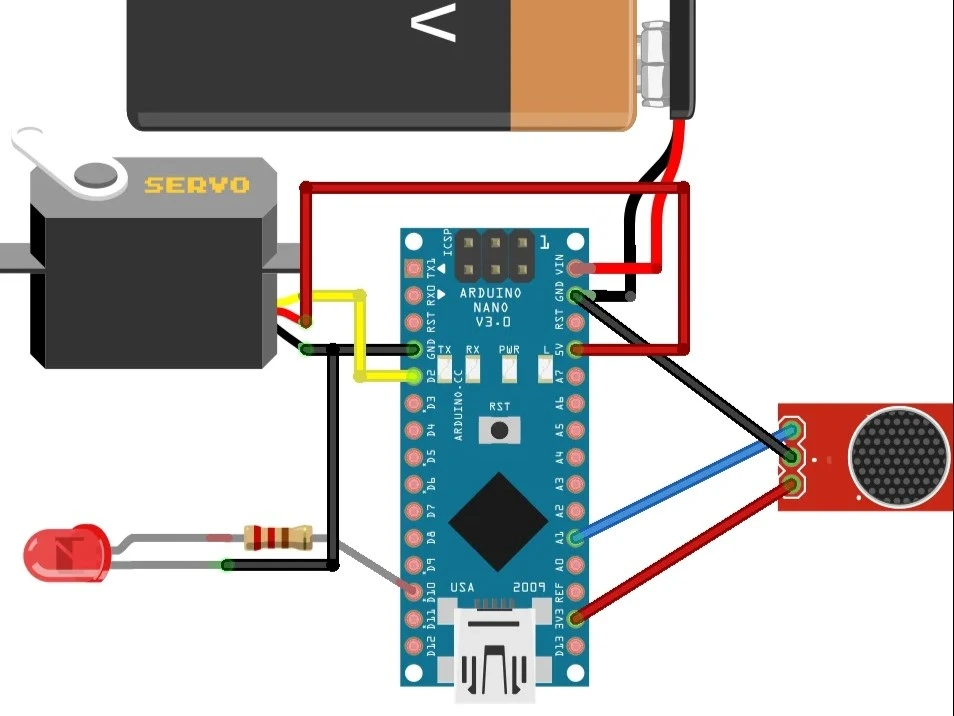 V
SERVO
ICSP
1
TX1
RX0
RST
GND
D2
D3
D4
D5
D6
D7
D8
D9
D10
D11
D12
ARDUINO
NANO
V3.0
TX
RX
PWR
L
ARDUINO.CC
RST
USA
2009
VIN
GND
RST
5V
A7
A6
A5
A4
A3
A2
A1
A0
REF
3V3
D13